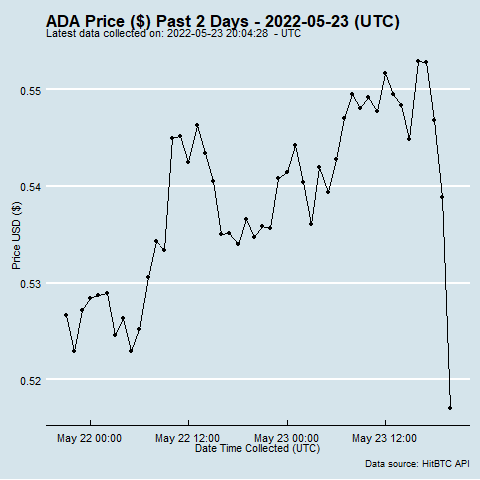 ADA Price ($) Past 2 Days - 2022-05-23 (UTC)
Latest data collected on: 2022-05-23 20:04:28 - UTC
0.55
0.54
0.53
0.52
Price USD ($)
May 22 00:00
May 22 12:00
May 23 00:00
May 23 12:00
Date Time Collected (UTC)
Data source: HitBTC API